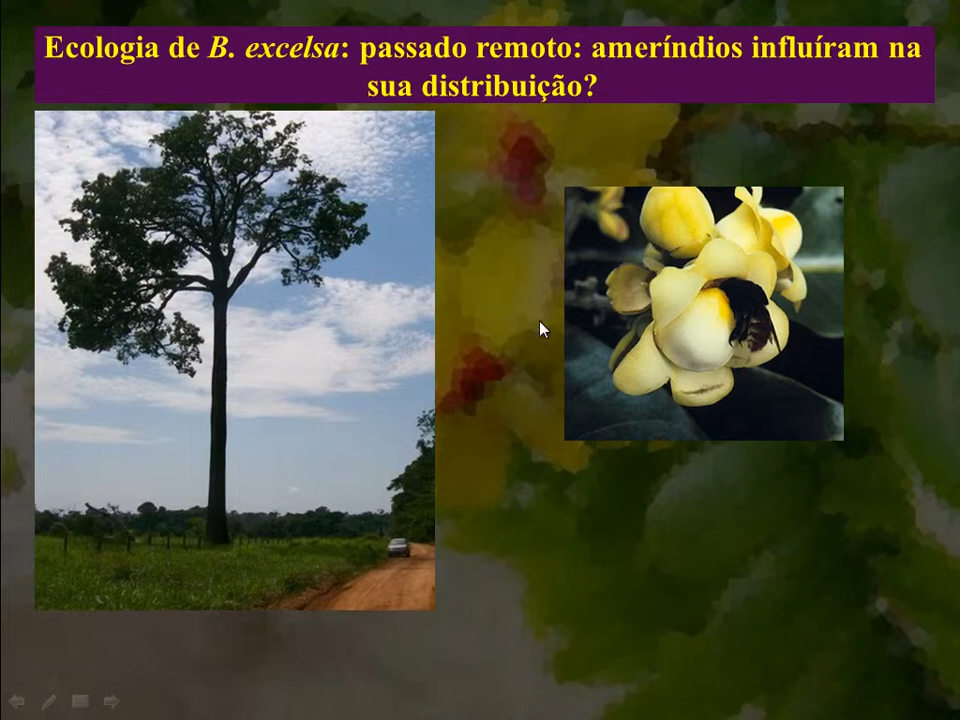 Ecologia de B. excelsa: passado remoto: ameríndios influíram na
sua distribuição?